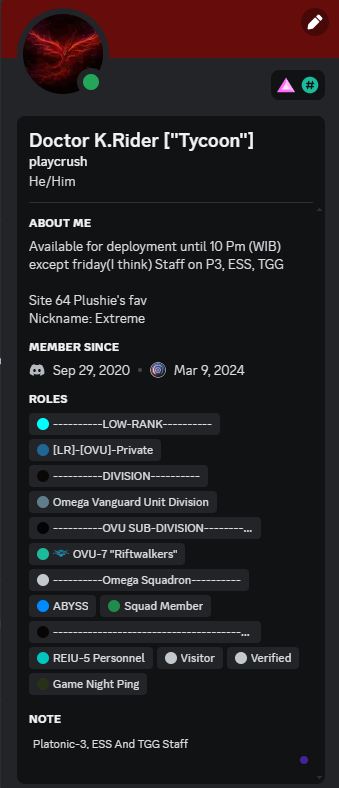 Doctor K.Rider ["Tycoon"]
playcrush
He/Him
ABOUT ME
Available for deployment until 10 Pm (WIB)
except friday(I think) Staff on P3, ESS, TGG
Site 64 Plushie's fav
Nickname: Extreme
MEMBER SINCE
Sep 29, 2020 • Mar 9, 2024
ROLES
----------LOW-RANK----------
[LR]-[OVU]-Private
----------DIVISION----------
Omega Vanguard Unit Division
----------OVU SUB-DIVISION--------...
OVU-7 "Riftwalkers"
----------Omega Squadron----------
ABYSS Squad Member
--------------------------------------...
REIU-5 Personnel Visitor Verified
Game Night Ping
NOTE
Platonic-3, ESS And TGG Staff